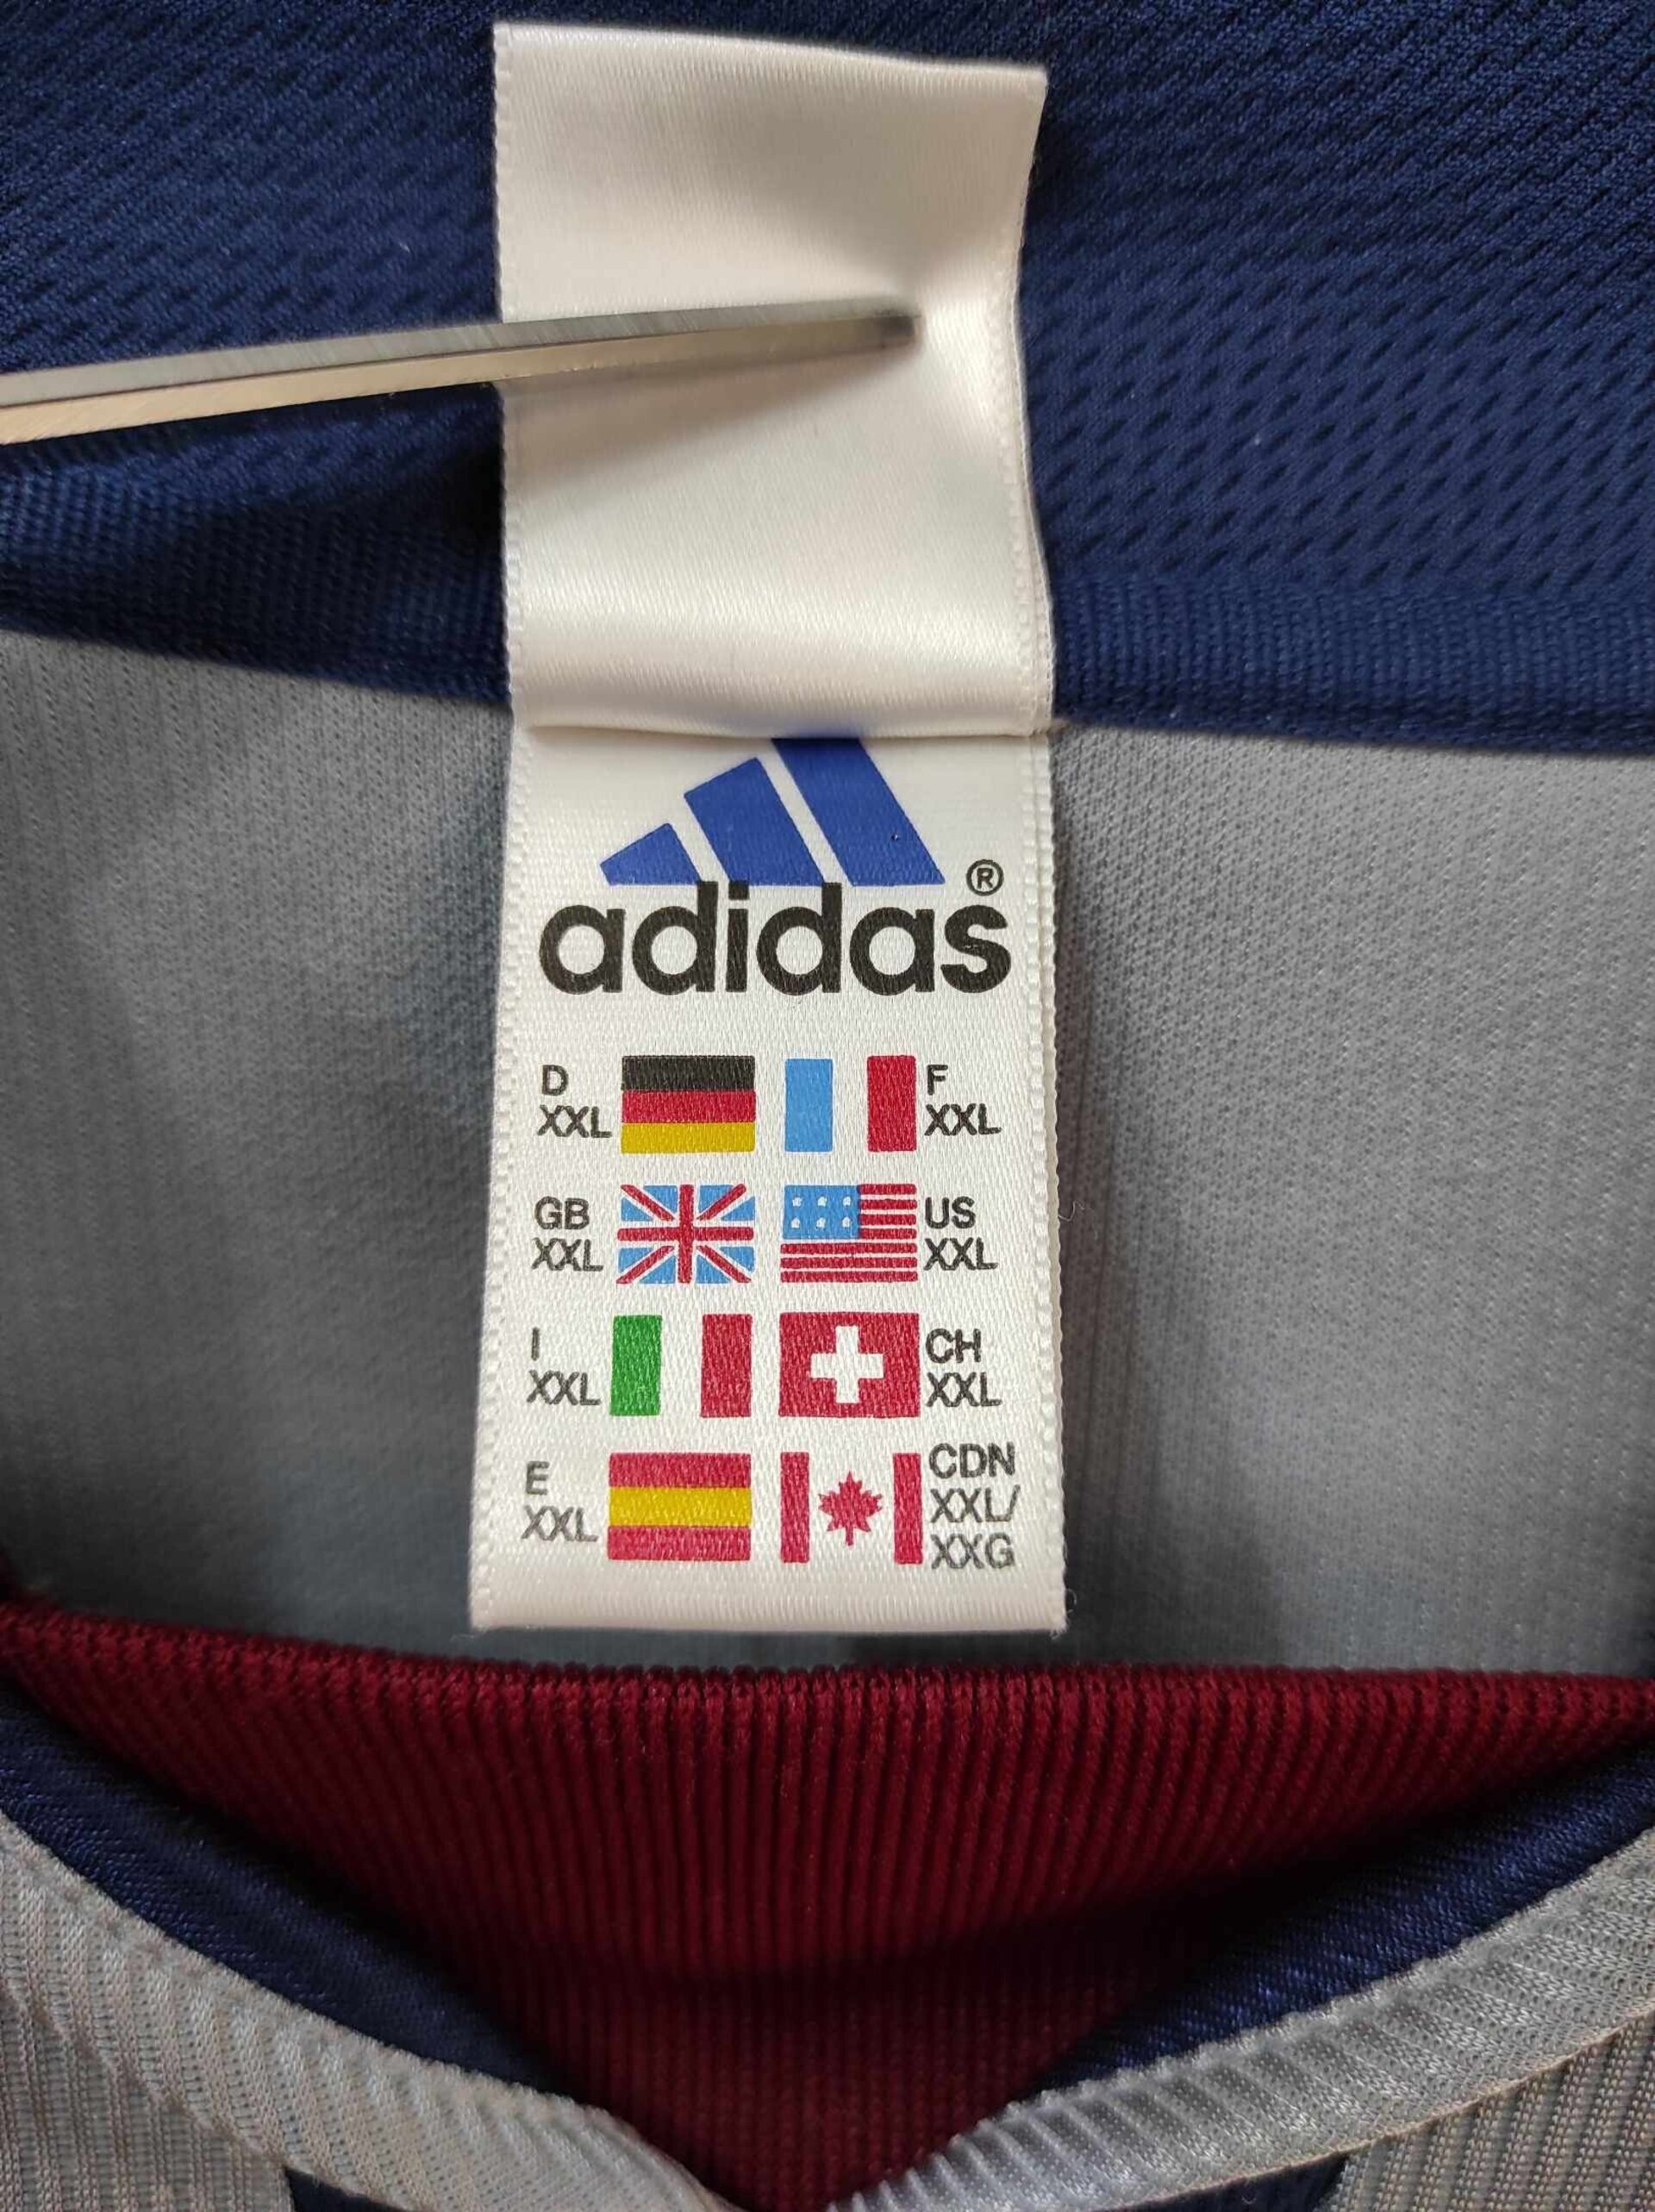 adidas®
D
XXL
F
XXL
GB
XXL
US
XXL
I
XXL
CH
XXL
E
XXL
CDN
XXL/
XXG